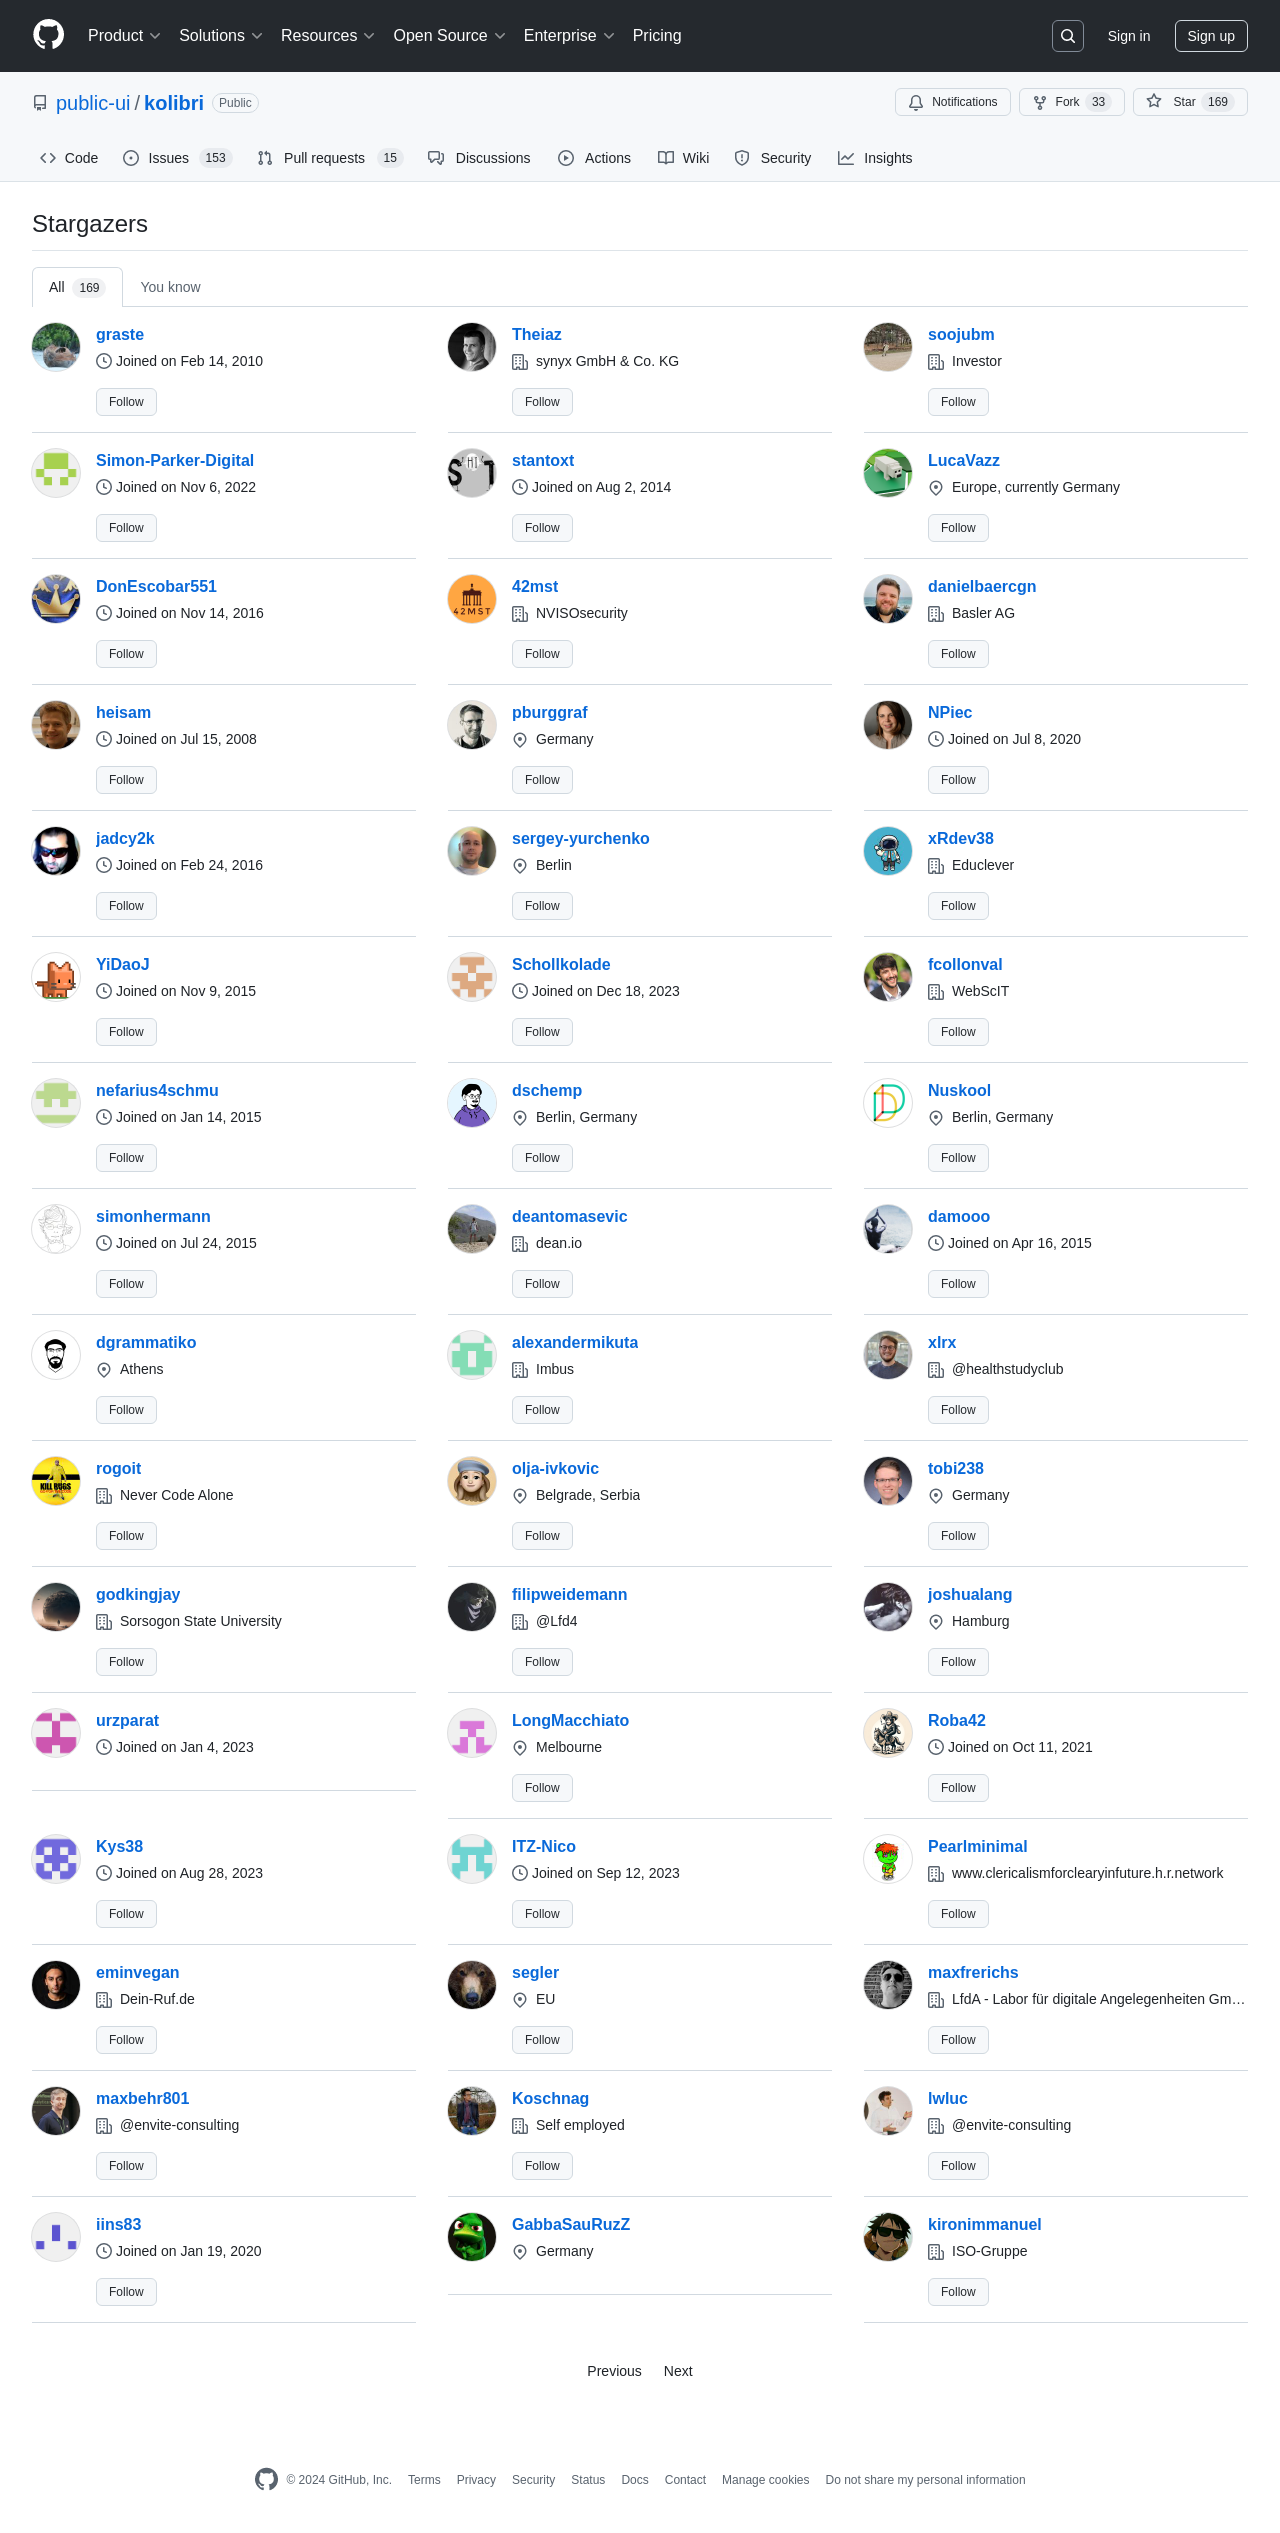 Product Solutions Resources Open Source Enterprise Pricing Sign in Sign up
public-ui / kolibri Public Notifications Fork 33 Star 169
Code Issues 153 Pull requests 15 Discussions Actions Wiki Security Insights
Stargazers
All 169 You know
graste
Joined on Feb 14, 2010
Follow
Theiaz
synyx GmbH & Co. KG
Follow
soojubm
Investor
Follow
Simon-Parker-Digital
Joined on Nov 6, 2022
Follow
stantoxt
Joined on Aug 2, 2014
Follow
LucaVazz
Europe, currently Germany
Follow
DonEscobar551
Joined on Nov 14, 2016
Follow
42MST
42mst
NVISOsecurity
Follow
danielbaercgn
Basler AG
Follow
heisam
Joined on Jul 15, 2008
Follow
pburggraf
Germany
Follow
NPiec
Joined on Jul 8, 2020
Follow
jadcy2k
Joined on Feb 24, 2016
Follow
sergey-yurchenko
Berlin
Follow
xRdev38
Educlever
Follow
YiDaoJ
Joined on Nov 9, 2015
Follow
Schollkolade
Joined on Dec 18, 2023
Follow
fcollonval
WebScIT
Follow
nefarius4schmu
Joined on Jan 14, 2015
Follow
dschemp
Berlin, Germany
Follow
Nuskool
Berlin, Germany
Follow
simonhermann
Joined on Jul 24, 2015
Follow
deantomasevic
dean.io
Follow
damooo
Joined on Apr 16, 2015
Follow
dgrammatiko
Athens
Follow
alexandermikuta
Imbus
Follow
xlrx
@healthstudyclub
Follow
KILL BUGS
rogoit
Never Code Alone
Follow
olja-ivkovic
Belgrade, Serbia
Follow
tobi238
Germany
Follow
godkingjay
Sorsogon State University
Follow
filipweidemann
@Lfd4
Follow
joshualang
Hamburg
Follow
urzparat
Joined on Jan 4, 2023
LongMacchiato
Melbourne
Follow
Roba42
Joined on Oct 11, 2021
Follow
Kys38
Joined on Aug 28, 2023
Follow
ITZ-Nico
Joined on Sep 12, 2023
Follow
Pearlminimal
www.clericalismforclearyinfuture.h.r.network
Follow
eminvegan
Dein-Ruf.de
Follow
segler
EU
Follow
maxfrerichs
LfdA - Labor für digitale Angelegenheiten Gm…
Follow
maxbehr801
@envite-consulting
Follow
Koschnag
Self employed
Follow
lwluc
@envite-consulting
Follow
iins83
Joined on Jan 19, 2020
Follow
GabbaSauRuzZ
Germany
kironimmanuel
ISO-Gruppe
Follow
Previous Next
© 2024 GitHub, Inc. Terms Privacy Security Status Docs Contact Manage cookies Do not share my personal information